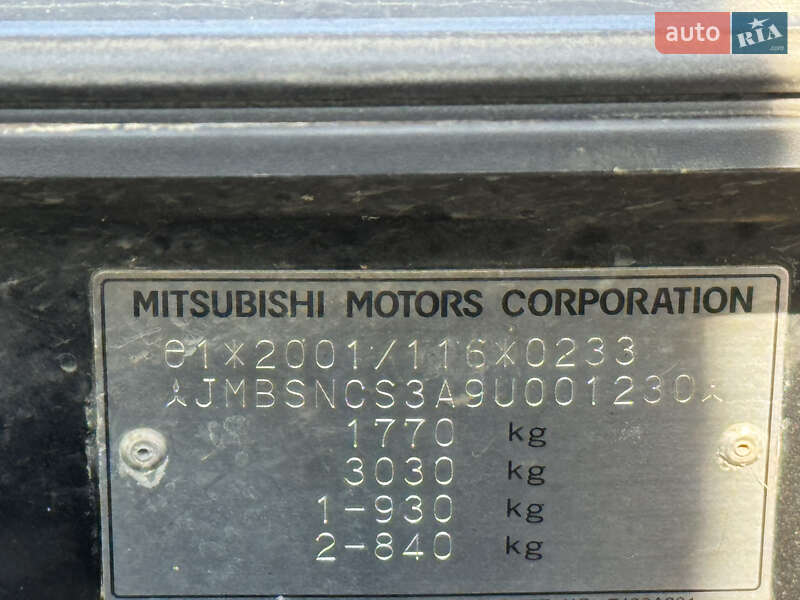 auto RIA.com
MITSUBISHI MOTORS CORPORATION
e1*2001/116*0233
*JMBSNCS3A9U001230*
1770 kg
3030 kg
1-930 kg
2-840 kg